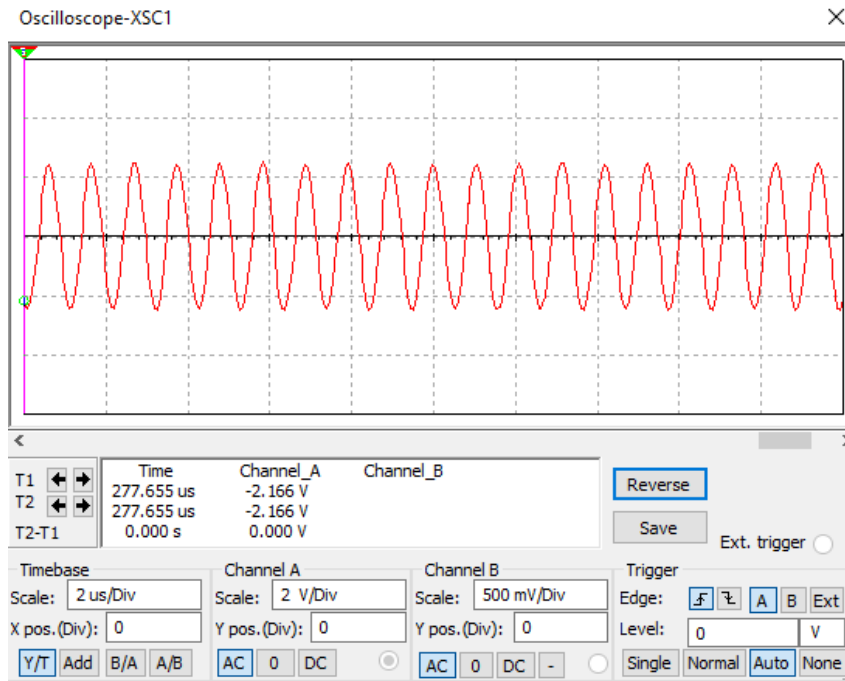 Oscilloscope-XSC1
Time Channel_A Channel_B
T1 277.655 us -2.166 V
T2 277.655 us -2.166 V
T2-T1 0.000 s 0.000 V
Reverse
Save
Ext. trigger
Timebase Channel A Channel B Trigger
Scale: 2 us/Div Scale: 2 V/Div Scale: 500 mV/Div Edge: A B Ext
X pos.(Div): 0 Y pos.(Div): 0 Y pos.(Div): 0 Level: 0 V
Y/T Add B/A A/B AC 0 DC AC 0 DC - Single Normal Auto None